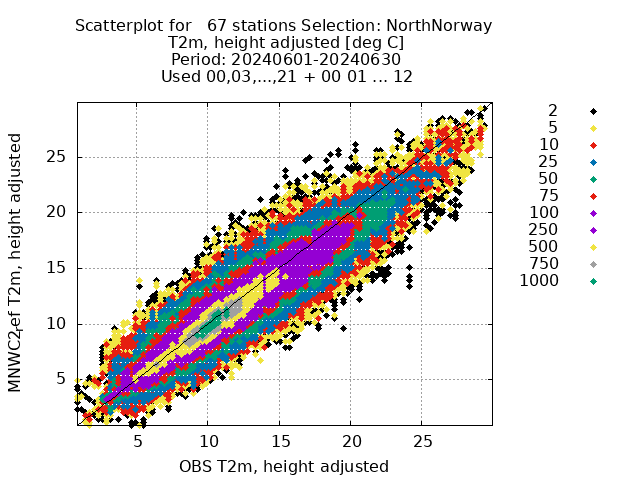 Scatterplot for   67 stations Selection: NorthNorway
T2m, height adjusted [deg C]
Period: 20240601-20240630
Used 00,03,...,21 + 00 01 ... 12
2
5
10
25
50
75
100
250
500
750
1000
25
20
15
10
5
5 10 15 20 25
T2m, height adjusted
OBS T2m, height adjusted